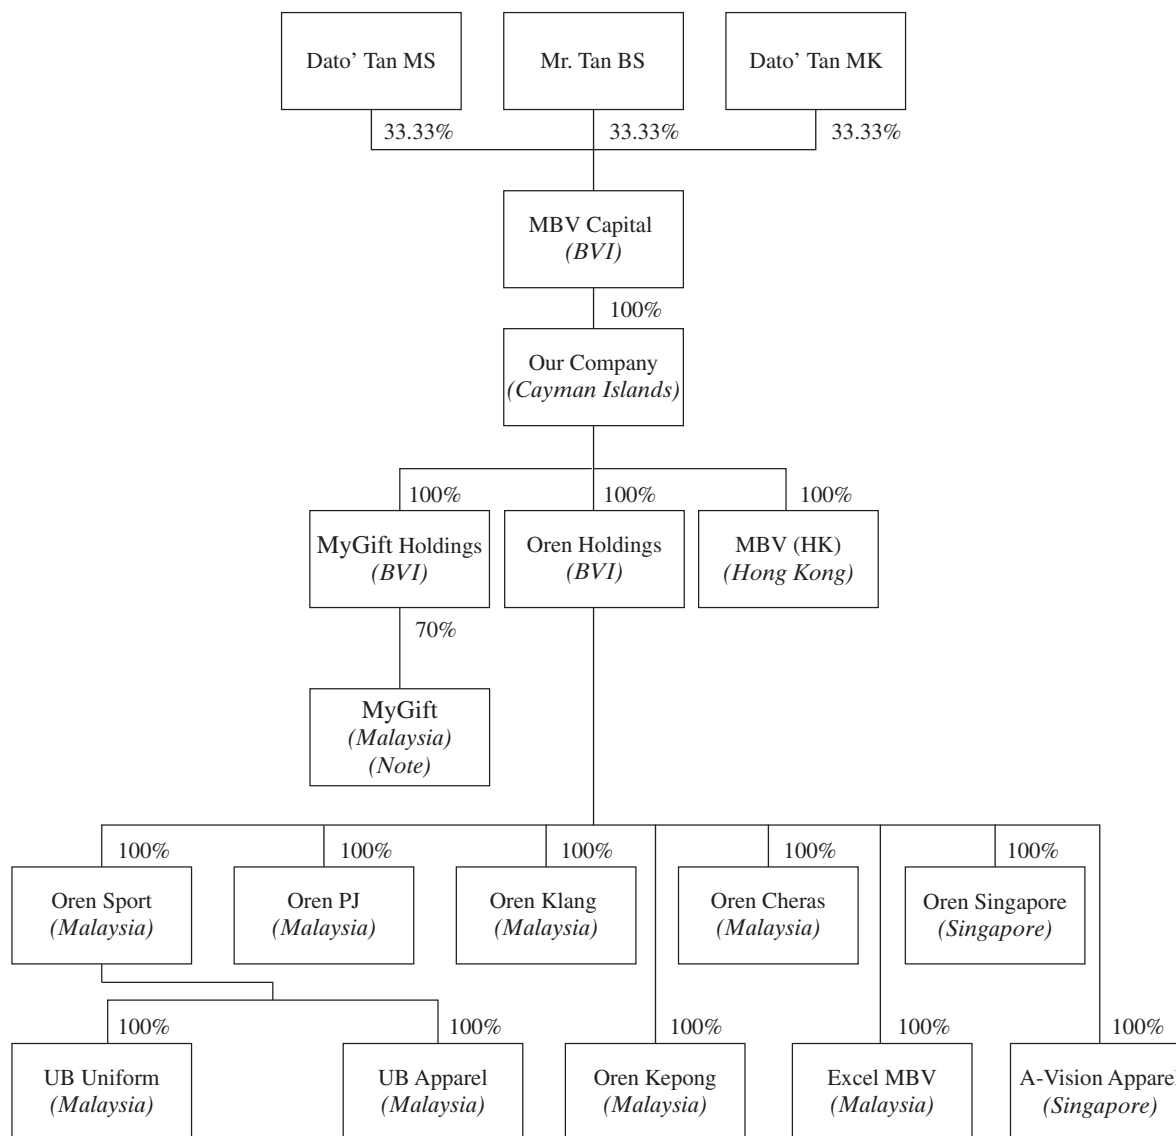 Dato’ Tan MS
Mr. Tan BS
Dato’ Tan MK
33.33%
33.33%
33.33%
MBV Capital
(BVI)
100%
Our Company
(Cayman Islands)
100%
100%
100%
MyGift Holdings
(BVI)
Oren Holdings
(BVI)
MBV (HK)
(Hong Kong)
70%
MyGift
(Malaysia)
(Note)
100%
100%
100%
100%
100%
Oren Sport
(Malaysia)
Oren PJ
(Malaysia)
Oren Klang
(Malaysia)
Oren Cheras
(Malaysia)
Oren Singapore
(Singapore)
100%
100%
100%
100%
100%
UB Uniform
(Malaysia)
UB Apparel
(Malaysia)
Oren Kepong
(Malaysia)
Excel MBV
(Malaysia)
A-Vision Apparel
(Singapore)